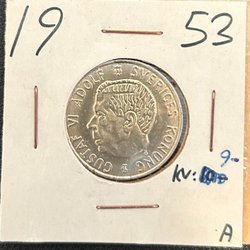 19 53
GUSTAF VI ADOLF SVERIGES KONUNG
9:-
KV:
A